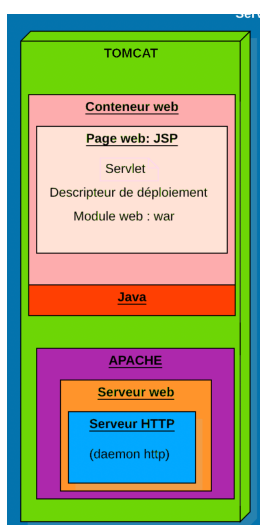 TOMCAT
Conteneur web
Page web: JSP
Servlet
Descripteur de déploiement
Module web : war
Java
APACHE
Serveur web
Serveur HTTP
(daemon http)